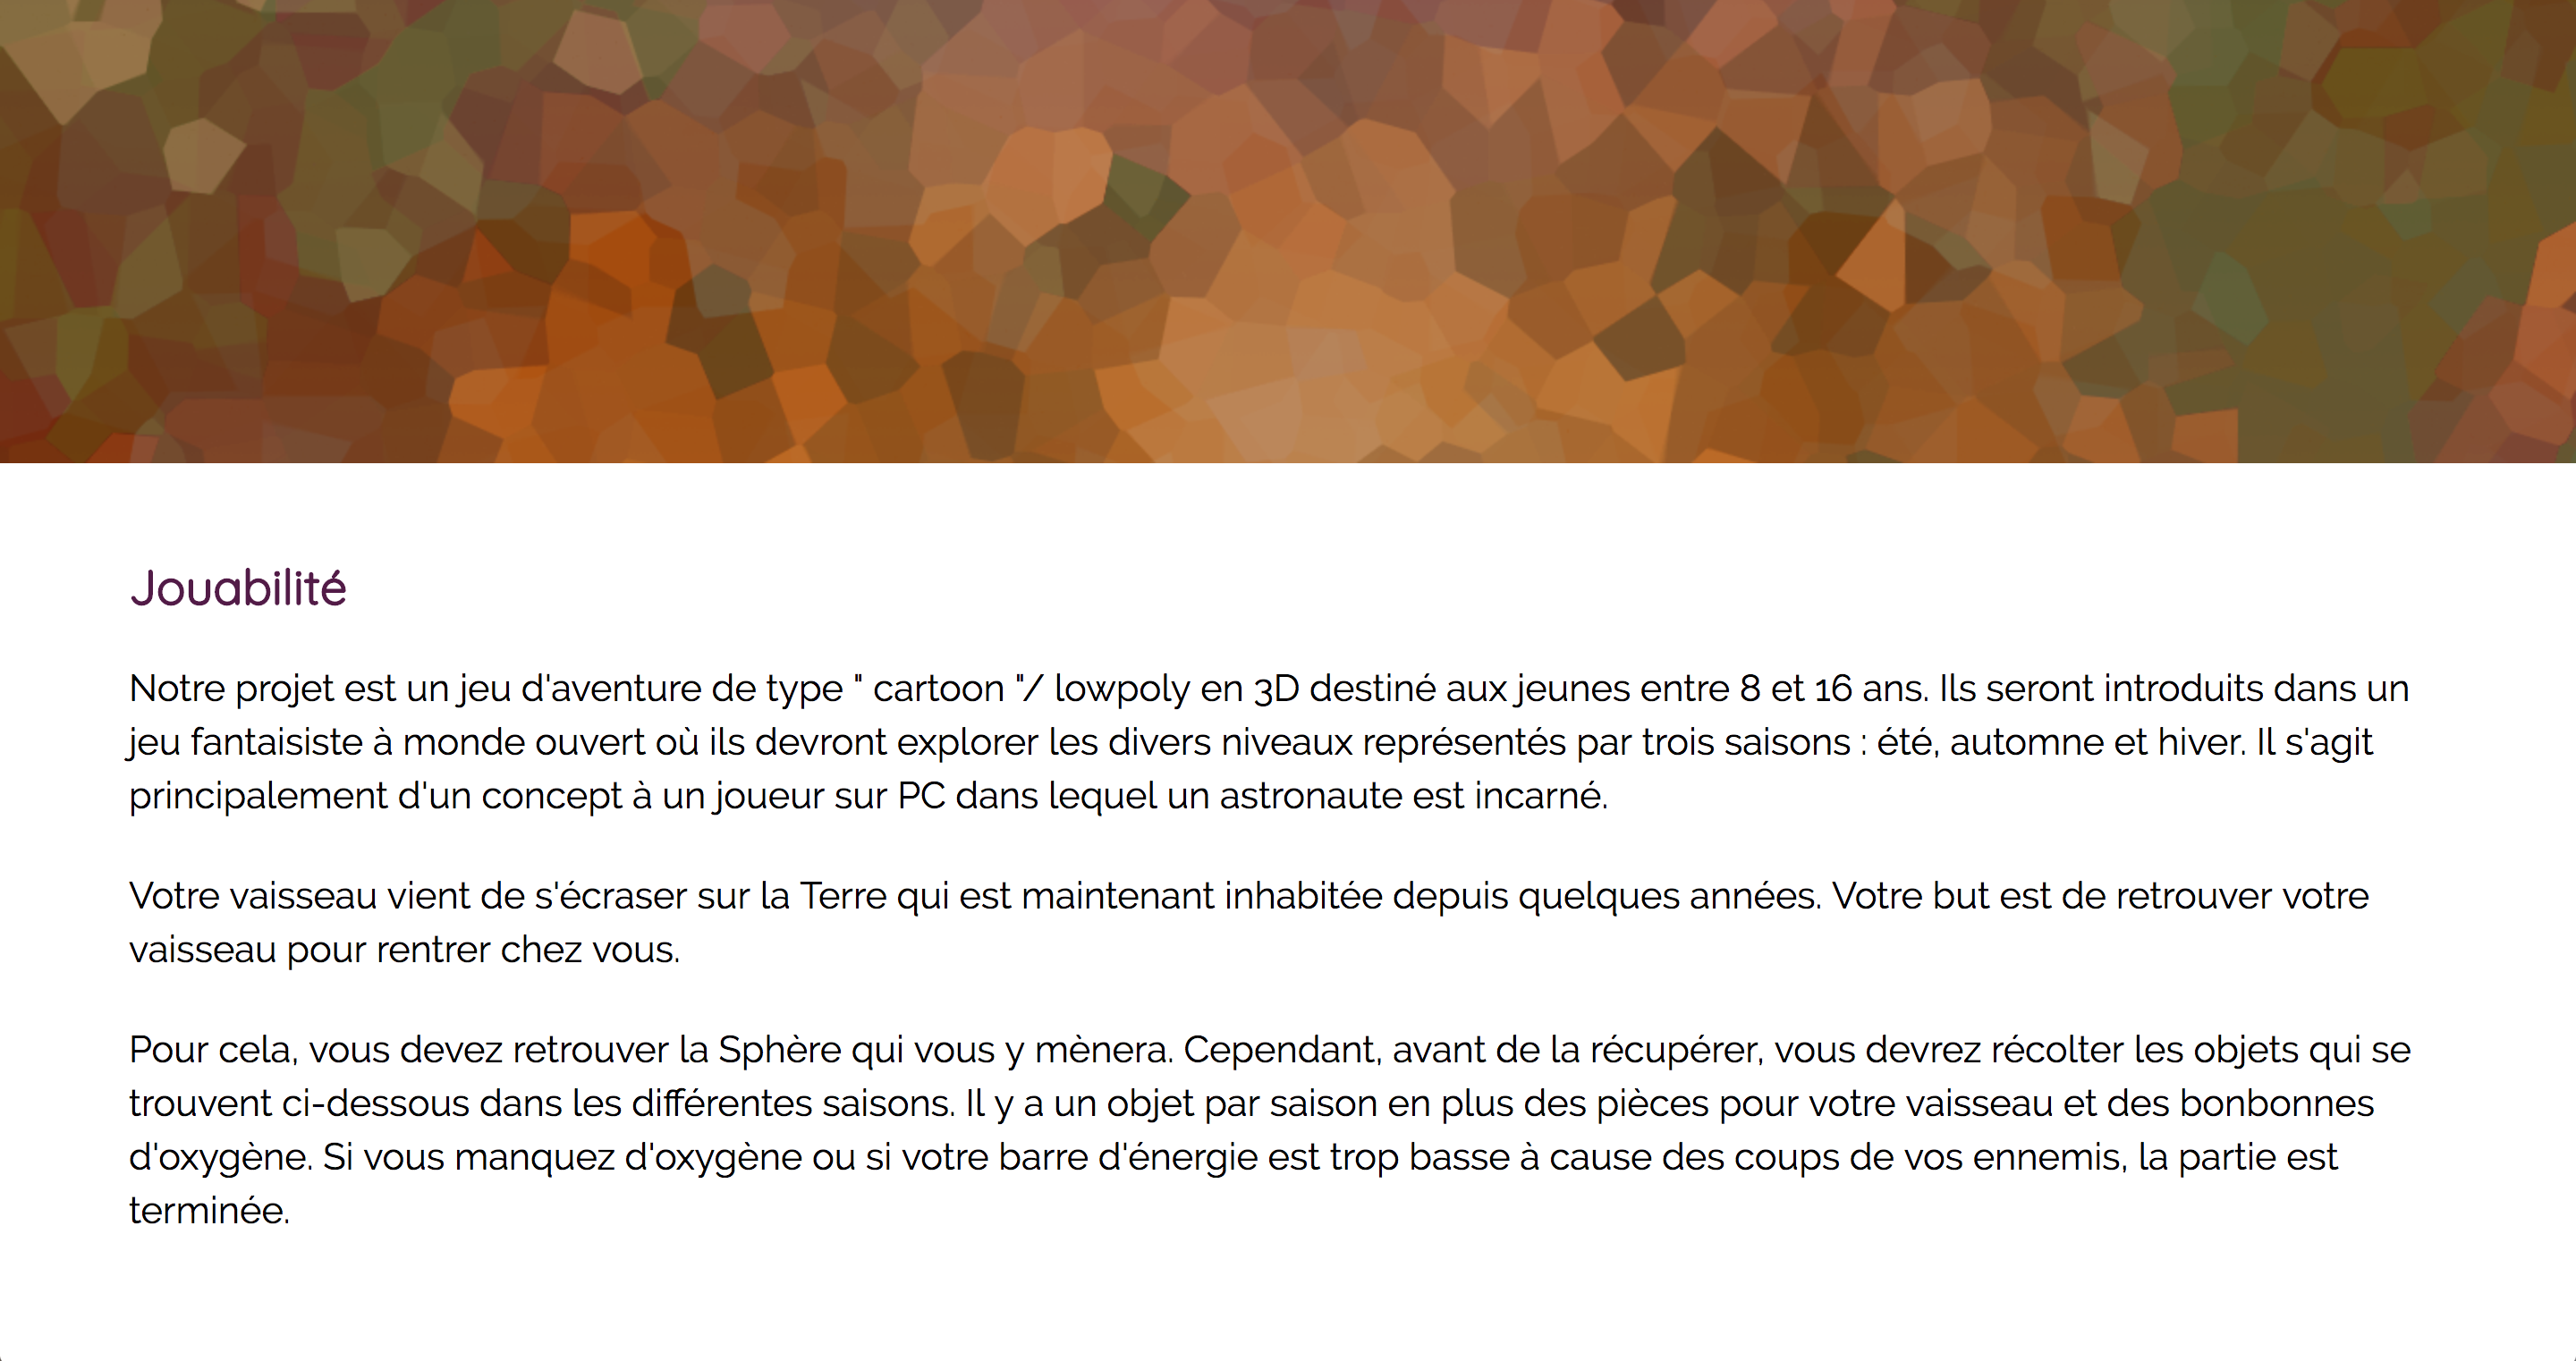 Jouabilité
Notre projet est un jeu d'aventure de type " cartoon "/ lowpoly en 3D destiné aux jeunes entre 8 et 16 ans. Ils seront introduits dans un
jeu fantaisiste à monde ouvert où ils devront explorer les divers niveaux représentés par trois saisons : été, automne et hiver. Il s'agit
principalement d'un concept à un joueur sur PC dans lequel un astronaute est incarné.
Votre vaisseau vient de s'écraser sur la Terre qui est maintenant inhabitée depuis quelques années. Votre but est de retrouver votre
vaisseau pour rentrer chez vous.
Pour cela, vous devez retrouver la Sphère qui vous y mènera. Cependant, avant de la récupérer, vous devrez récolter les objets qui se
trouvent ci-dessous dans les différentes saisons. Il y a un objet par saison en plus des pièces pour votre vaisseau et des bonbonnes
d'oxygène. Si vous manquez d'oxygène ou si votre barre d'énergie est trop basse à cause des coups de vos ennemis, la partie est
terminée.